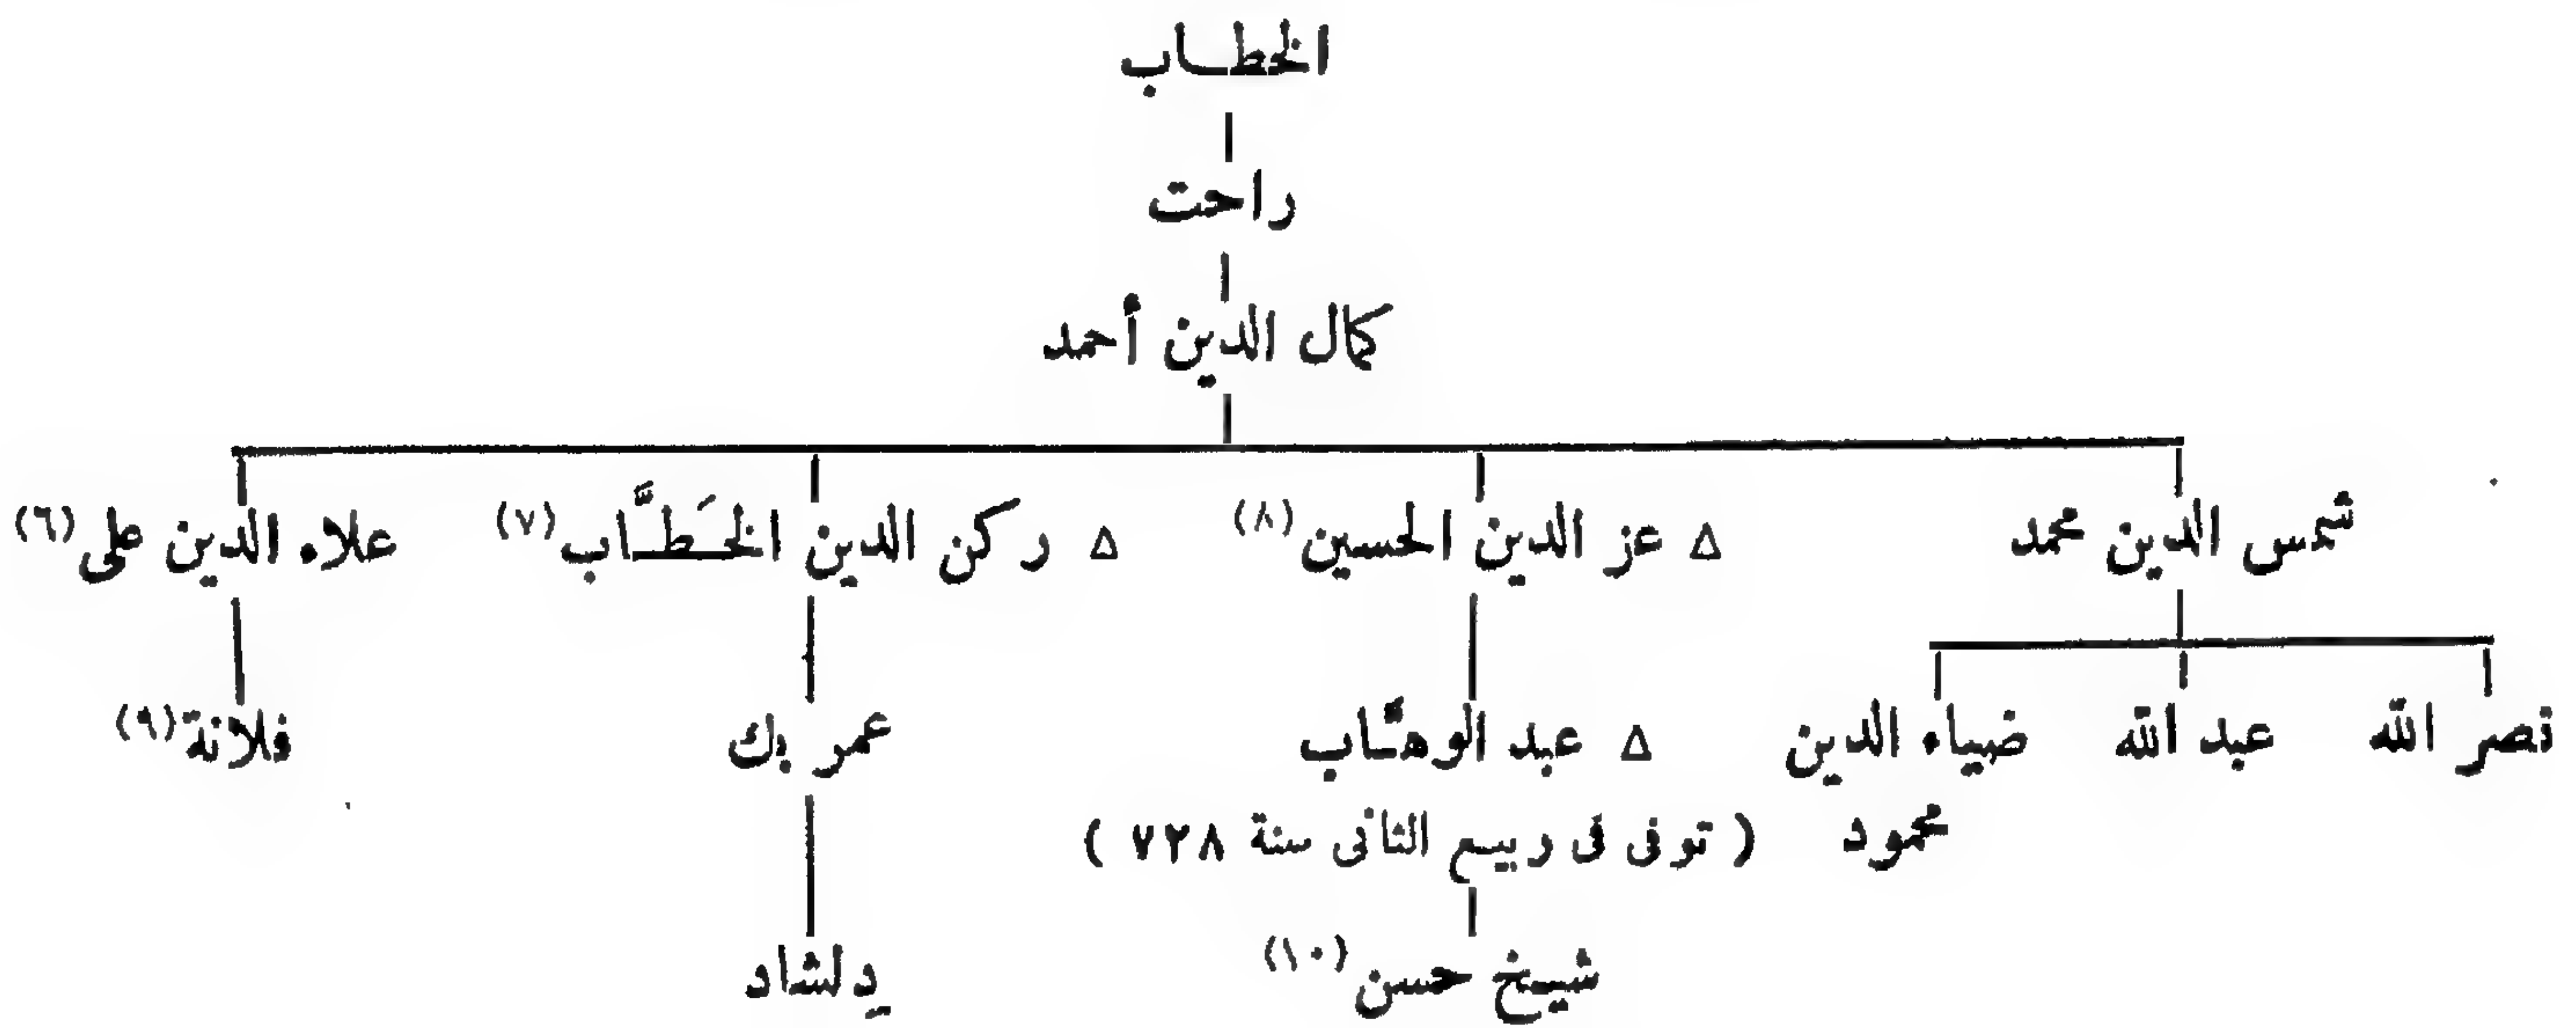 الخطاب
راحت
كمال الدين أحمد
شمس الدين محمد
△ عز الدين الحسين (٨)
△ ركن الدين الخَطَّاب (٧)
علاء الدين على (٦)
نصر الله
عبد الله
ضياء الدين
محمود
△ عبد الوهَّاب
( توفى فى ربيع الثانى سنة ٧٢٨ )
عمر بك
فلانة (٩)
شيخ حسن (١٠)
دِلشاد